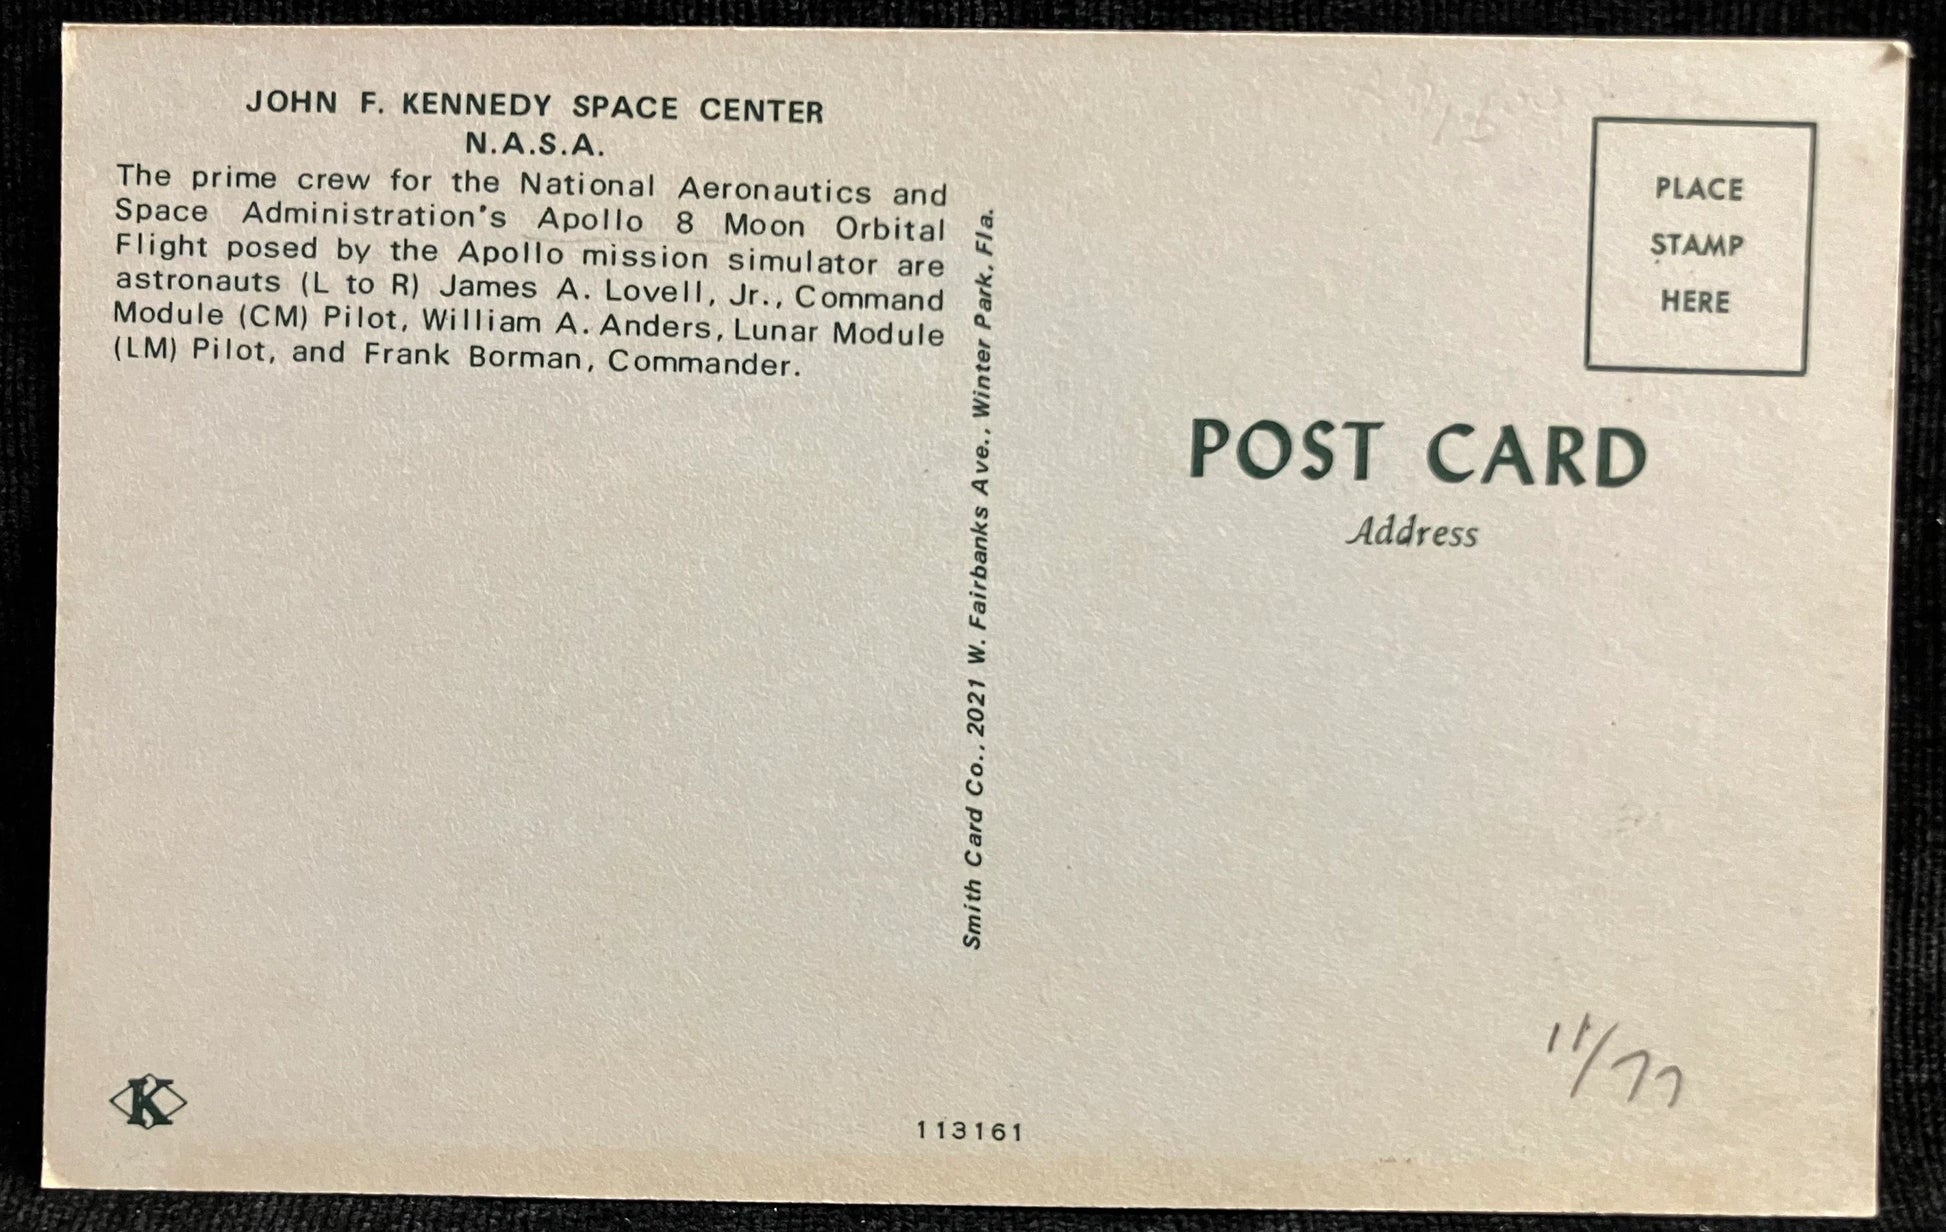 JOHN F. KENNEDY SPACE CENTER
N.A.S.A.
The prime crew for the National Aeronautics and
Space Administration's Apollo 8 Moon Orbital
Flight posed by the Apollo mission simulator are
astronauts (L to R) James A. Lovell, Jr., Command
Module (CM) Pilot, William A. Anders, Lunar Module
(LM) Pilot, and Frank Borman, Commander.
Smith Card Co., 2021 W. Fairbanks Ave., Winter Park, Fla.
PLACE
STAMP
HERE
POST CARD
Address
11/77
K
113161